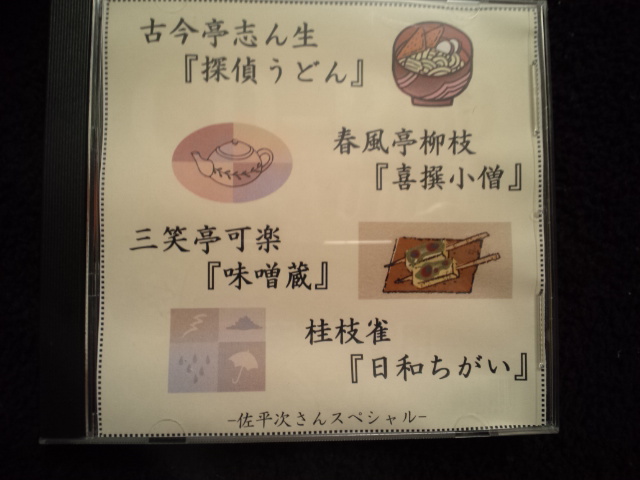 古今亭志ん生
『探偵うどん』
春風亭柳枝
『喜撰小僧』
三笑亭可楽
『味噌蔵』
桂枝雀
『日和ちがい』
-佐平次さんスペシャル-